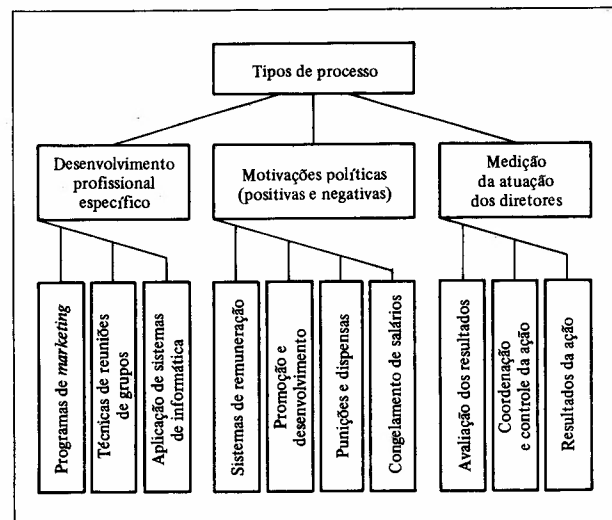 Tipos de processo
Desenvolvimento
profissional
específico
Motivações políticas
(positivas e negativas)
Medição
da atuação
dos diretores
Programas de marketing
Técnicas de reuniões
de grupos
Aplicação de sistemas
de informática
Sistemas de remuneração
Promoção e
desenvolvimento
Punições e dispensas
Congelamento de salários
Avaliação dos resultados
Coordenação
e controle da ação
Resultados da ação